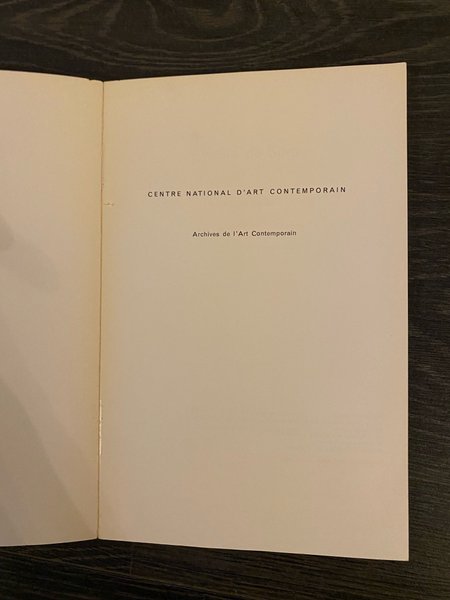 CENTRE NATIONAL D'ART CONTEMPORAIN
Archives de l'Art Contemporain